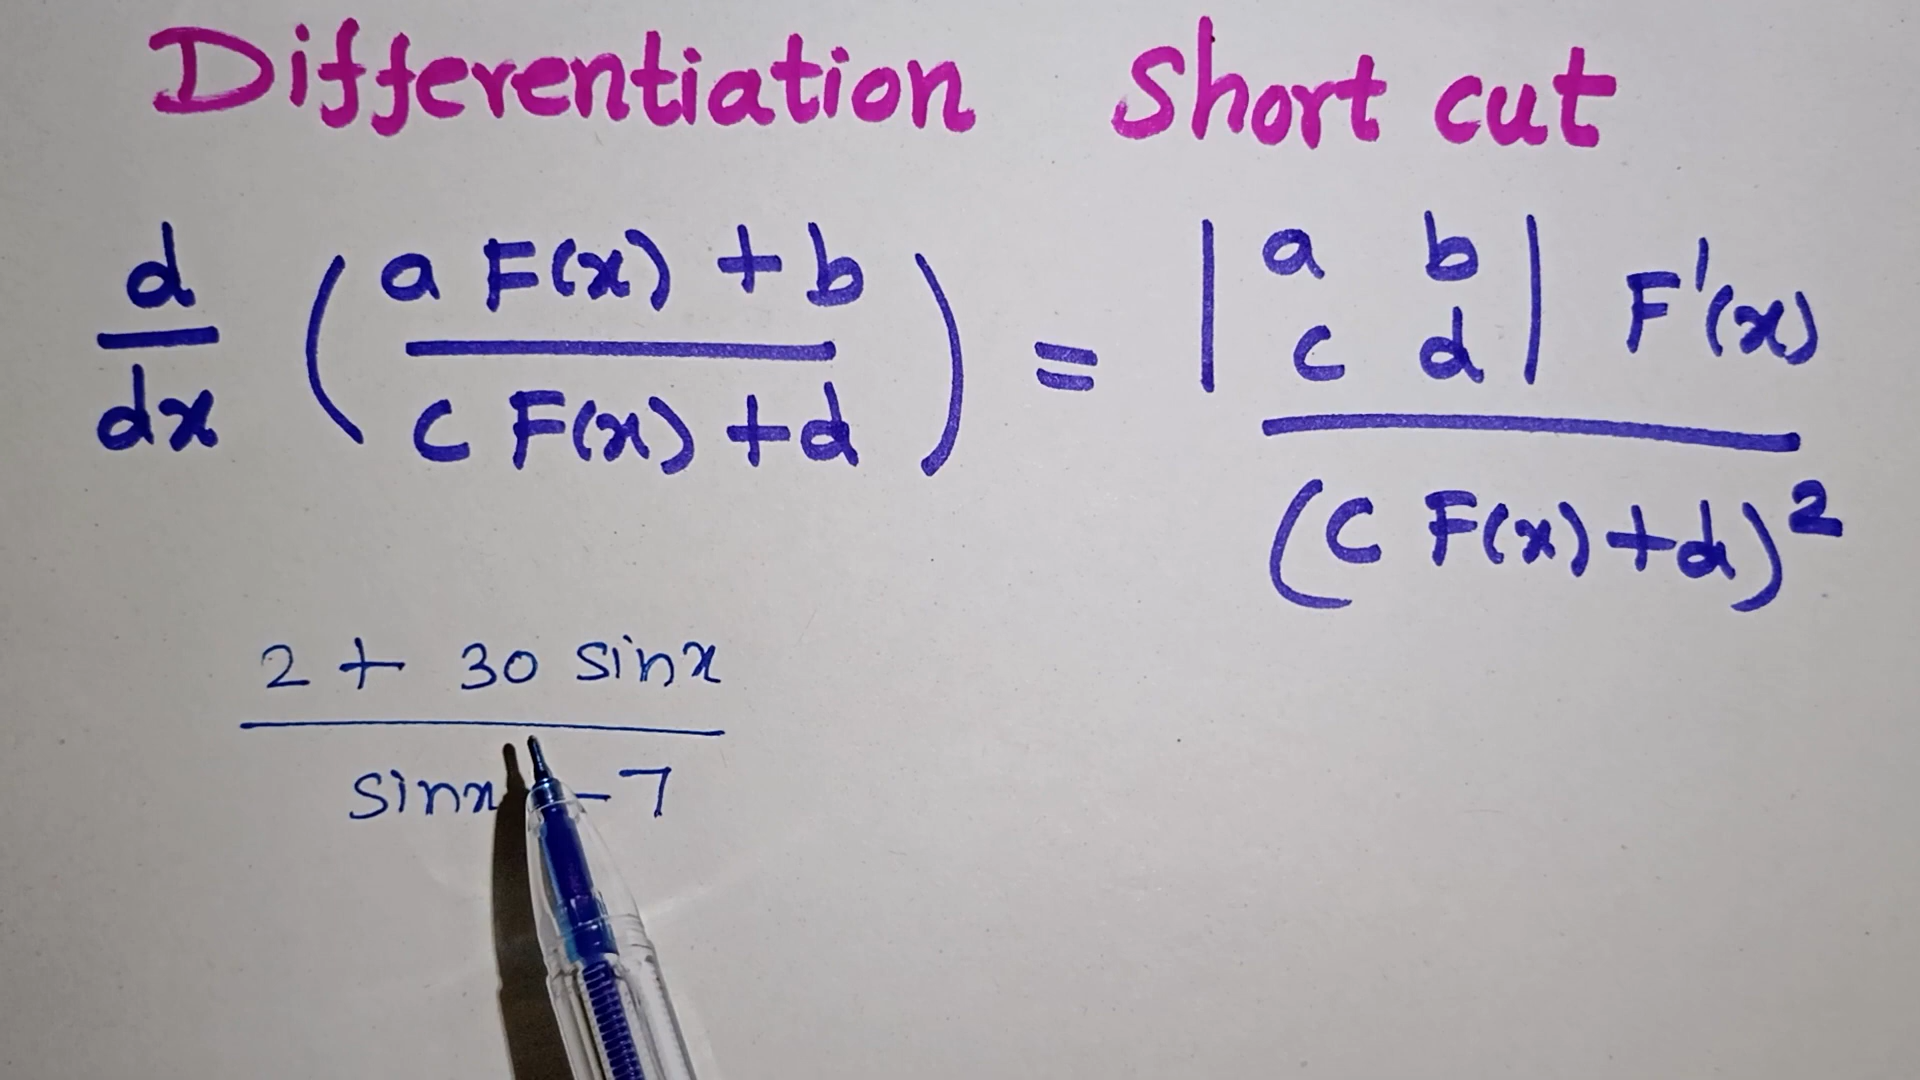 Differentiation Short cut
d/dx ( a F(x) + b / c F(x) + d ) = | a b c d | F'(x) / (c F(x) + d)²
2 + 30 sinx
sinx - 7